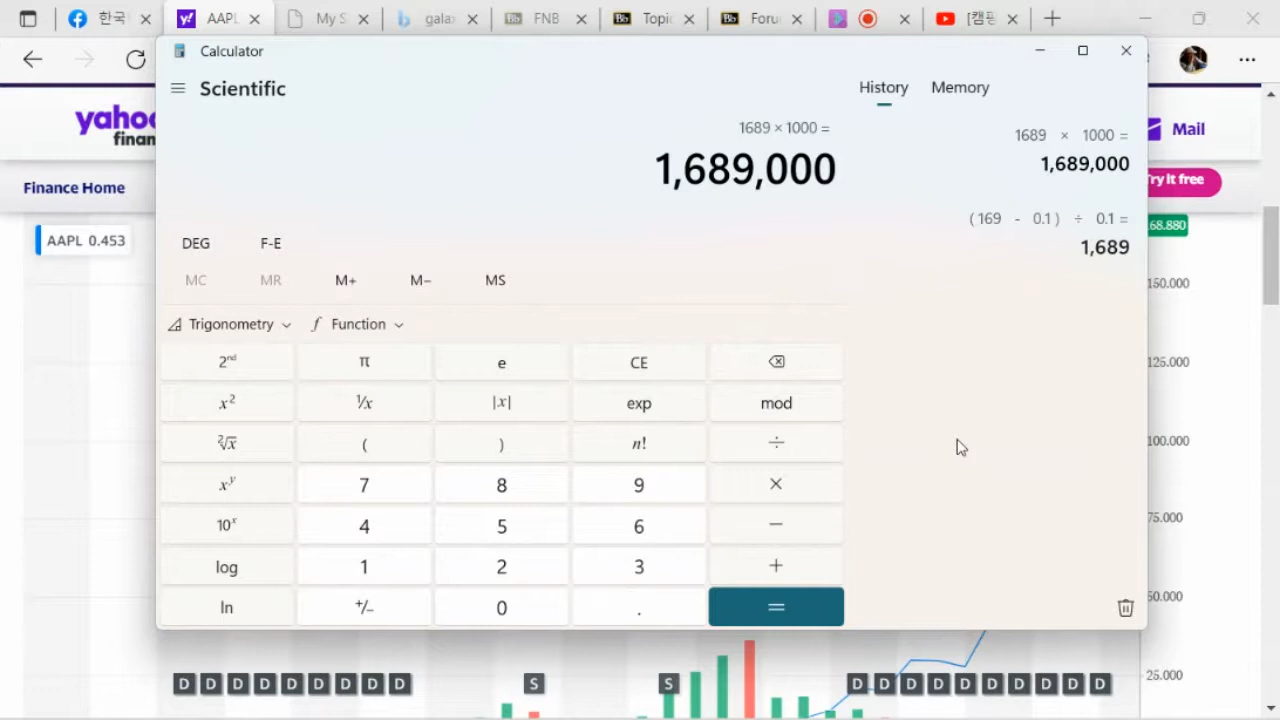 한국 AAPL My S gala FNB Topic Foru [캠핑
Calculator
Scientific
History Memory
1689 × 1000 =
1,689,000
1689 × 1000 =
1,689,000
(169 - 0.1) ÷ 0.1 =
1,689
yahoo
finan
Mail
Finance Home
Try it free
AAPL 0.453
68.880
DEG F-E
MC MR M+ M− MS
Trigonometry f Function
2nd π e CE
x² ¹/x |x| exp mod
²√x ( ) n! ÷
xʸ 7 8 9 ×
10ˣ 4 5 6 −
log 1 2 3 +
ln +/− 0 . =
150.000
125.000
100.000
75.000
50.000
25.000
D D D D D D D D D S S D D D D D D D D D D